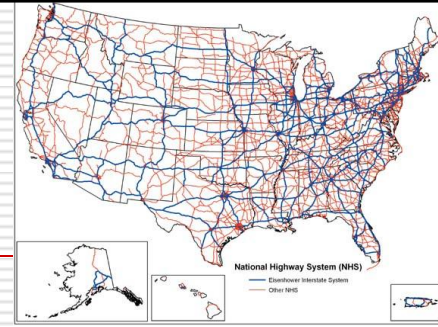 National Highway System (NHS)
Eisenhower Interstate System
Other NHS